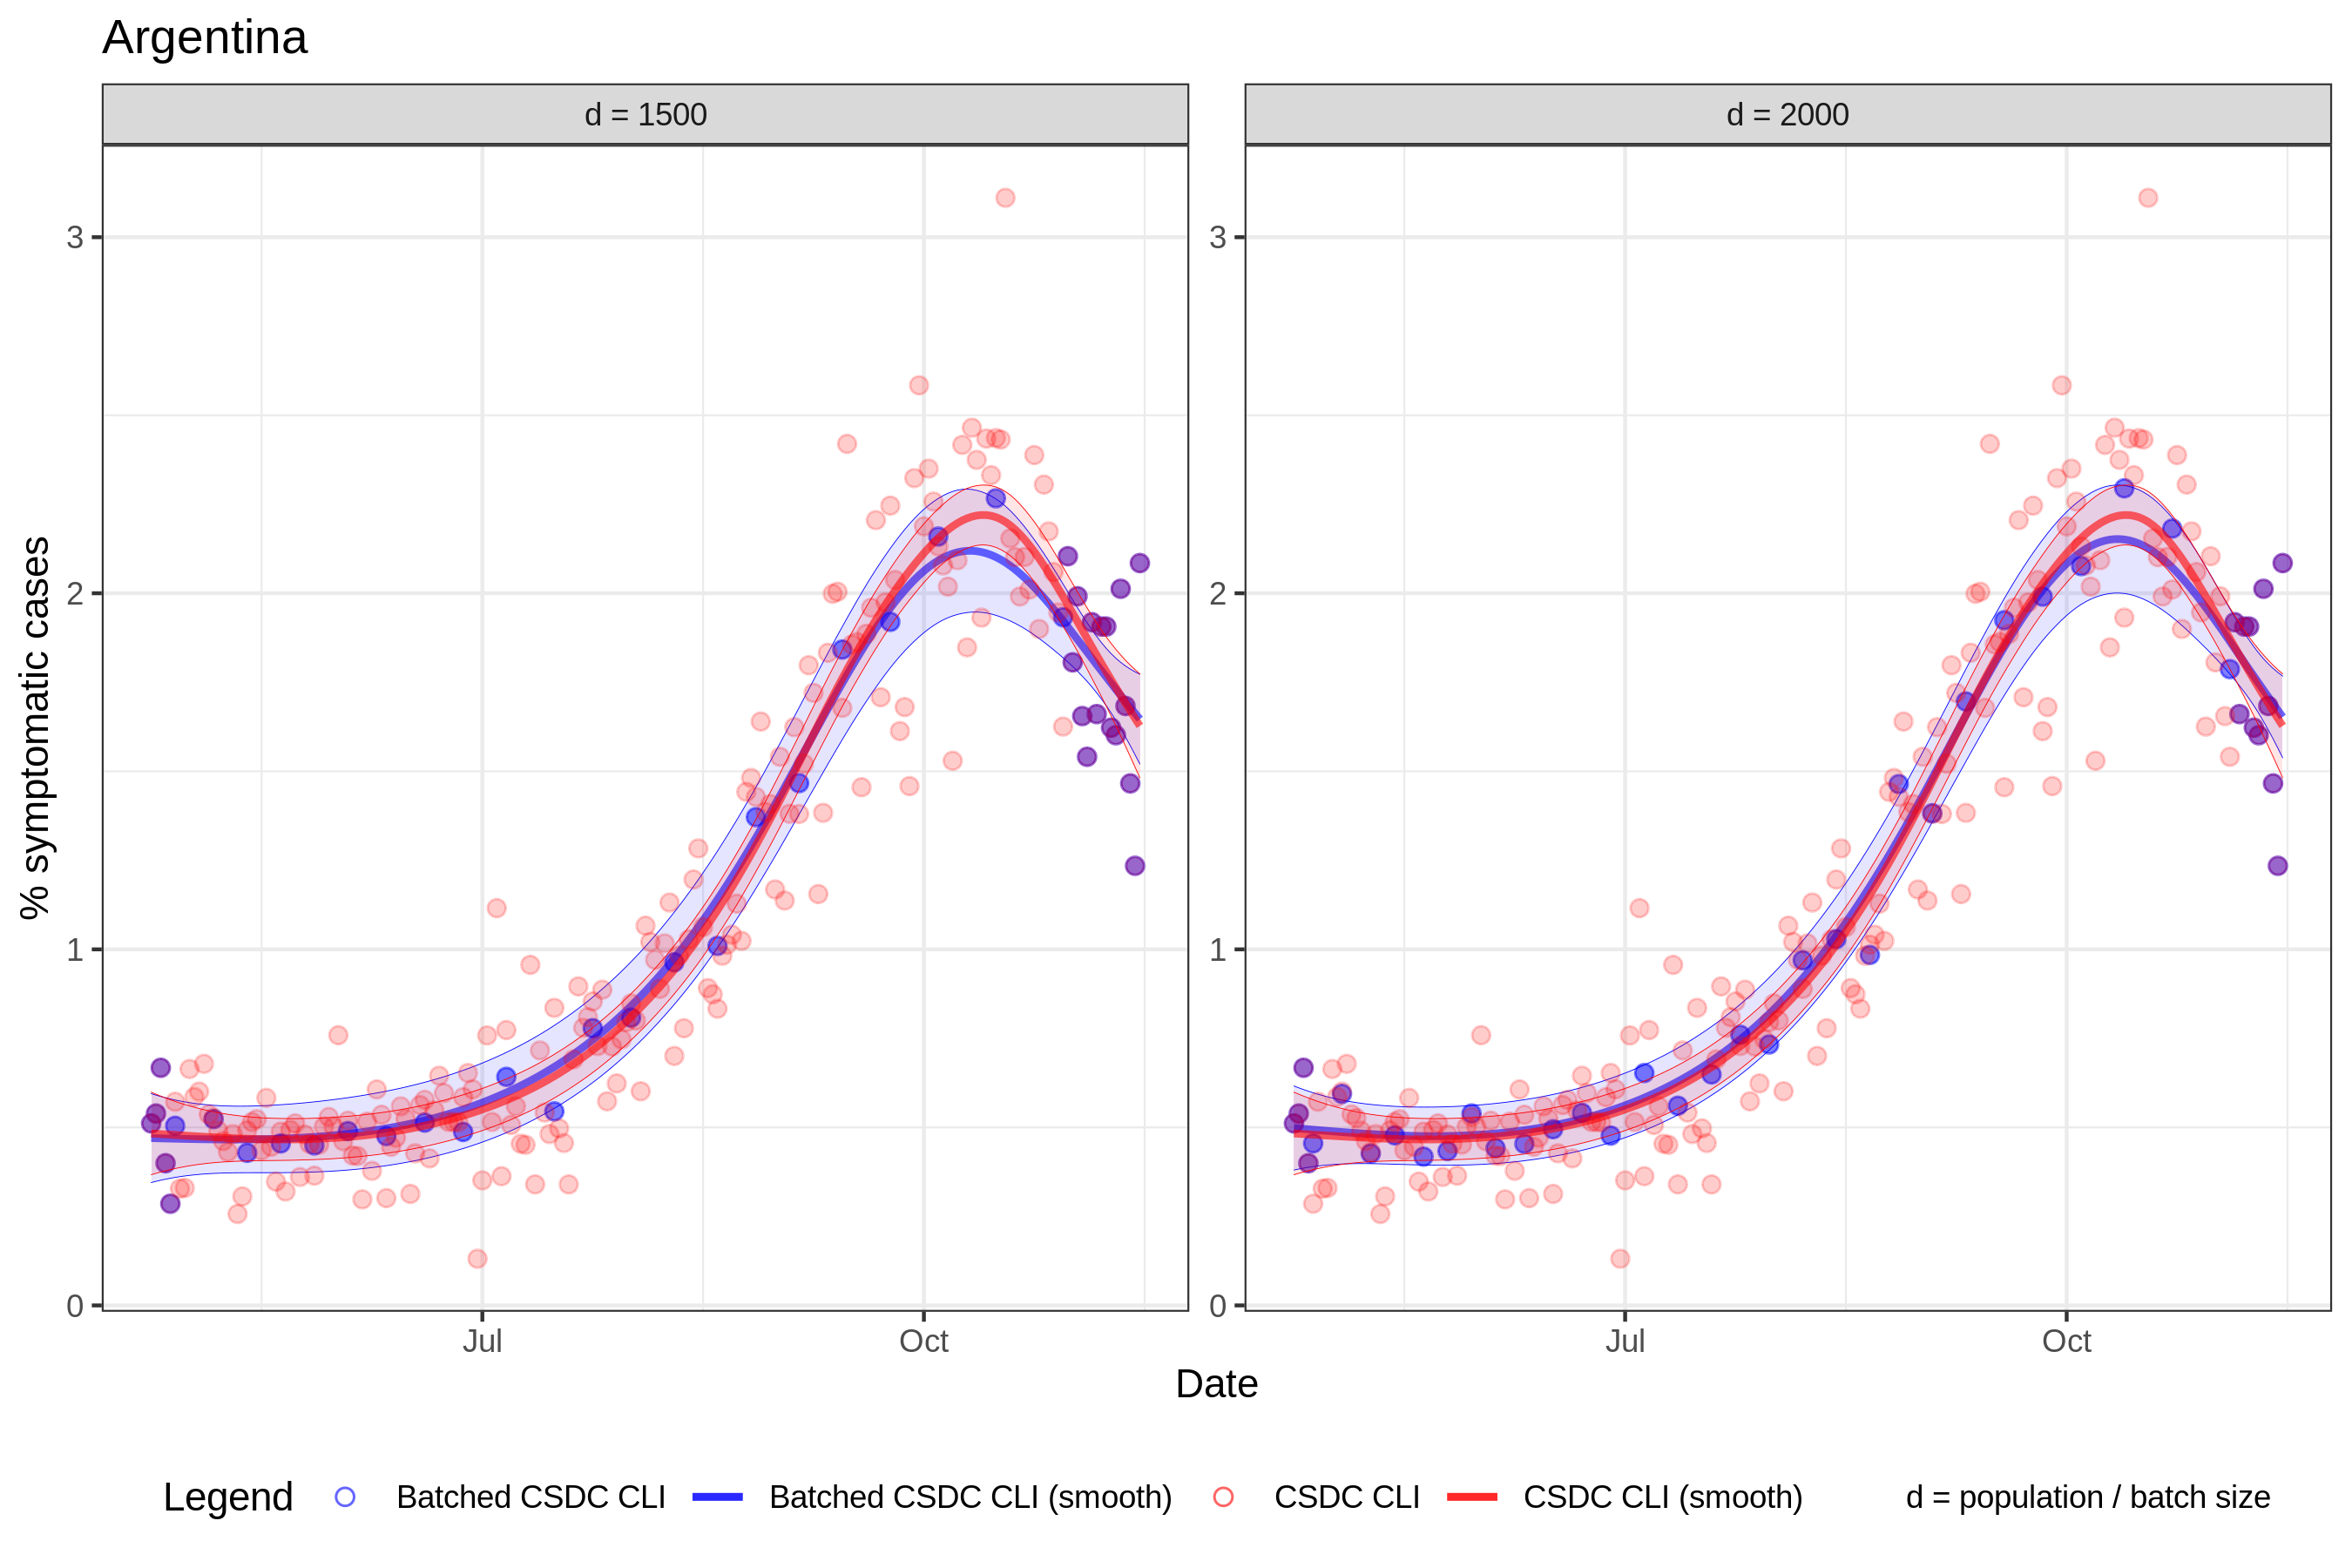 Argentina
d = 1500
d = 2000
% symptomatic cases
3
2
1
0
3
2
1
0
Jul
Oct
Jul
Oct
Date
Legend
Batched CSDC CLI
Batched CSDC CLI (smooth)
CSDC CLI
CSDC CLI (smooth)
d = population / batch size